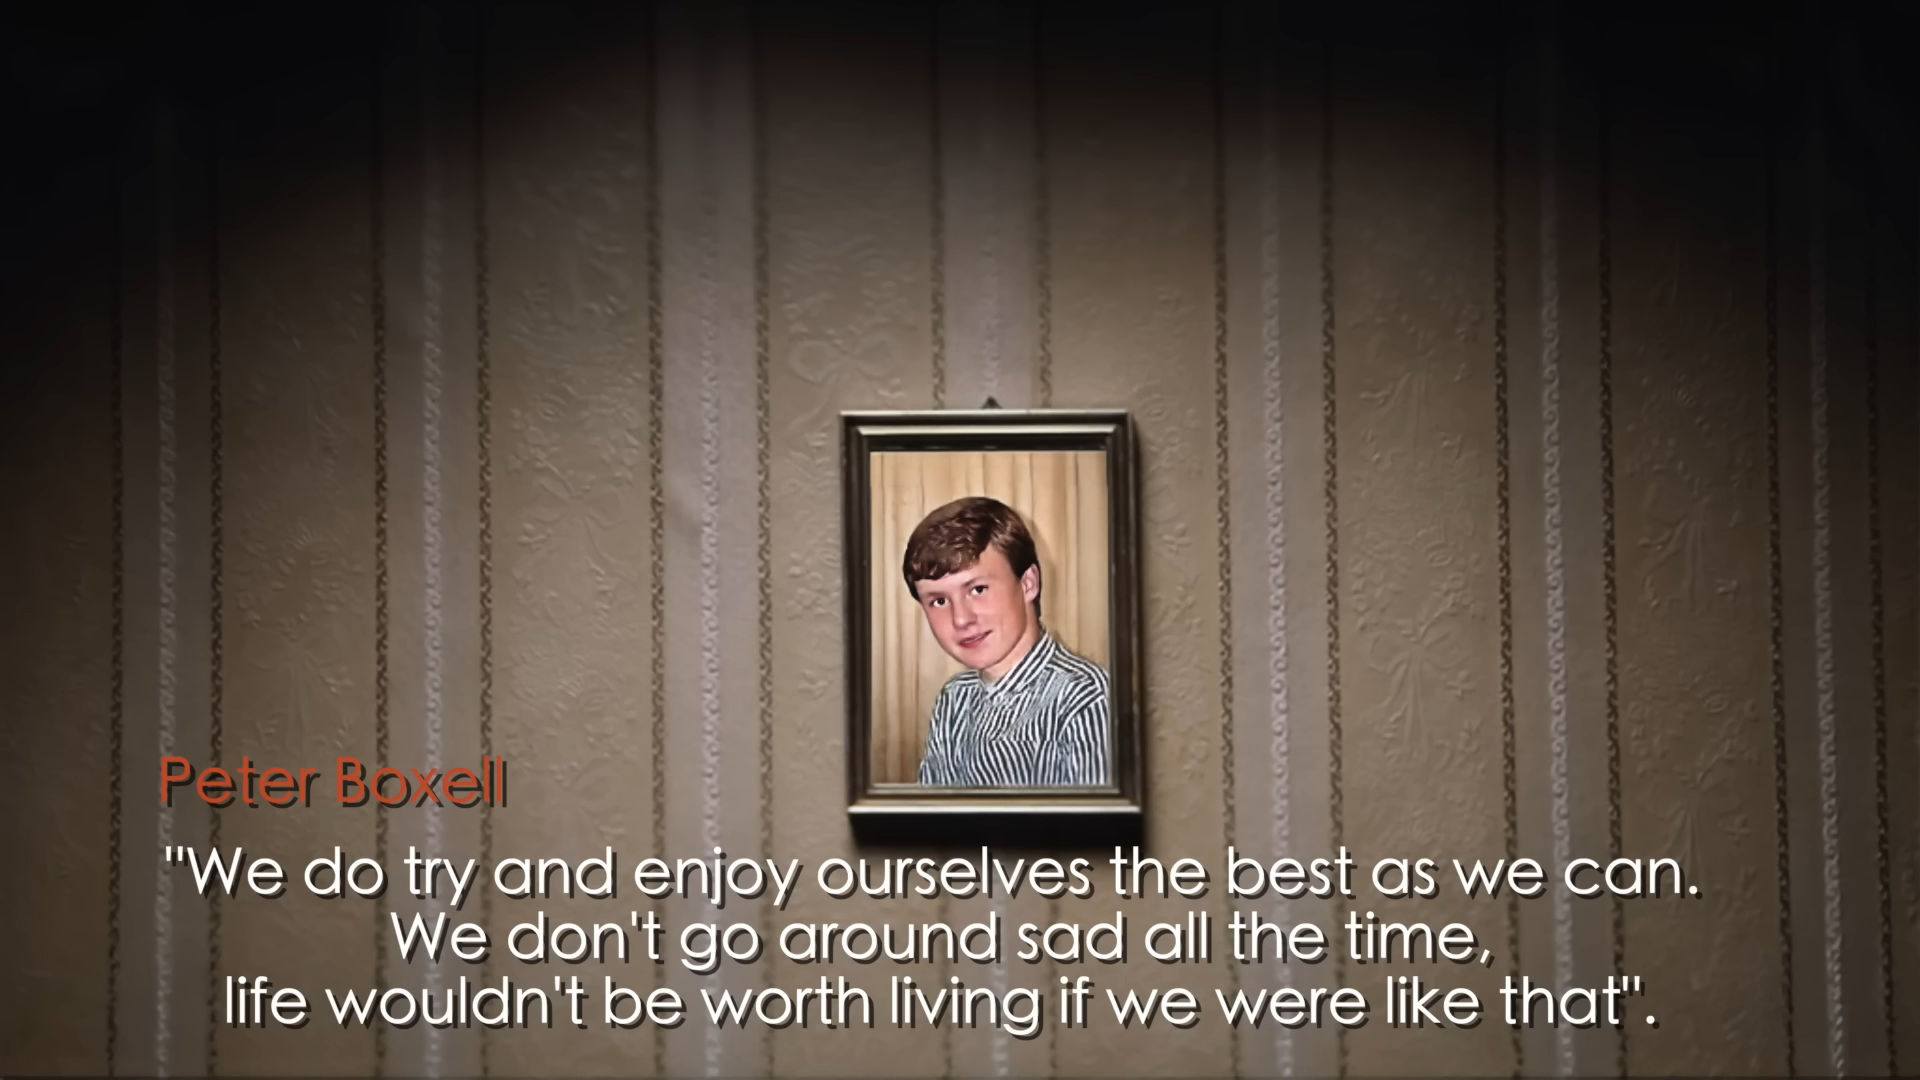 Peter Boxell
"We do try and enjoy ourselves the best as we can.
We don't go around sad all the time,
life wouldn't be worth living if we were like that".